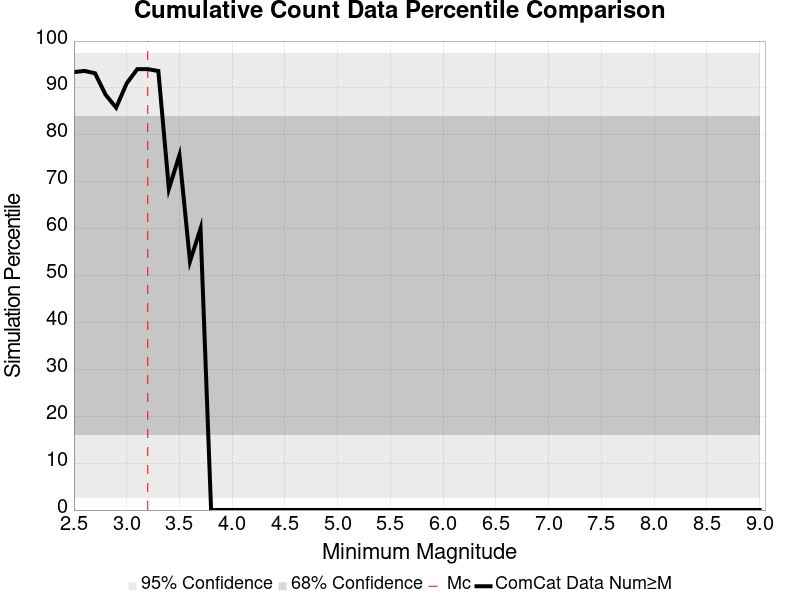 Cumulative Count Data Percentile Comparison
100
90
80
70
60
50
40
30
20
10
0
Simulation Percentile
2.5 3.0 3.5 4.0 4.5 5.0 5.5 6.0 6.5 7.0 7.5 8.0 8.5 9.0
Minimum Magnitude
95% Confidence 68% Confidence Mc ComCat Data Num≥M